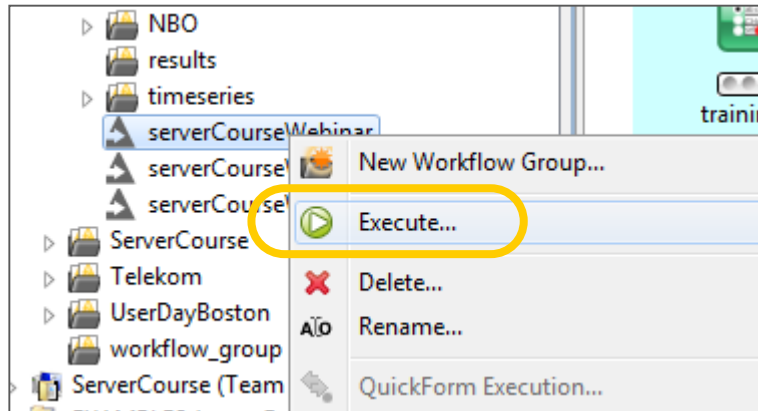 NBO
results
timeseries
serverCourseWebinar
serverCourse
serverCourse
ServerCourse
Telekom
UserDayBoston
workflow_group
ServerCourse (Team
New Workflow Group...
Execute...
Delete...
Rename...
QuickForm Execution...